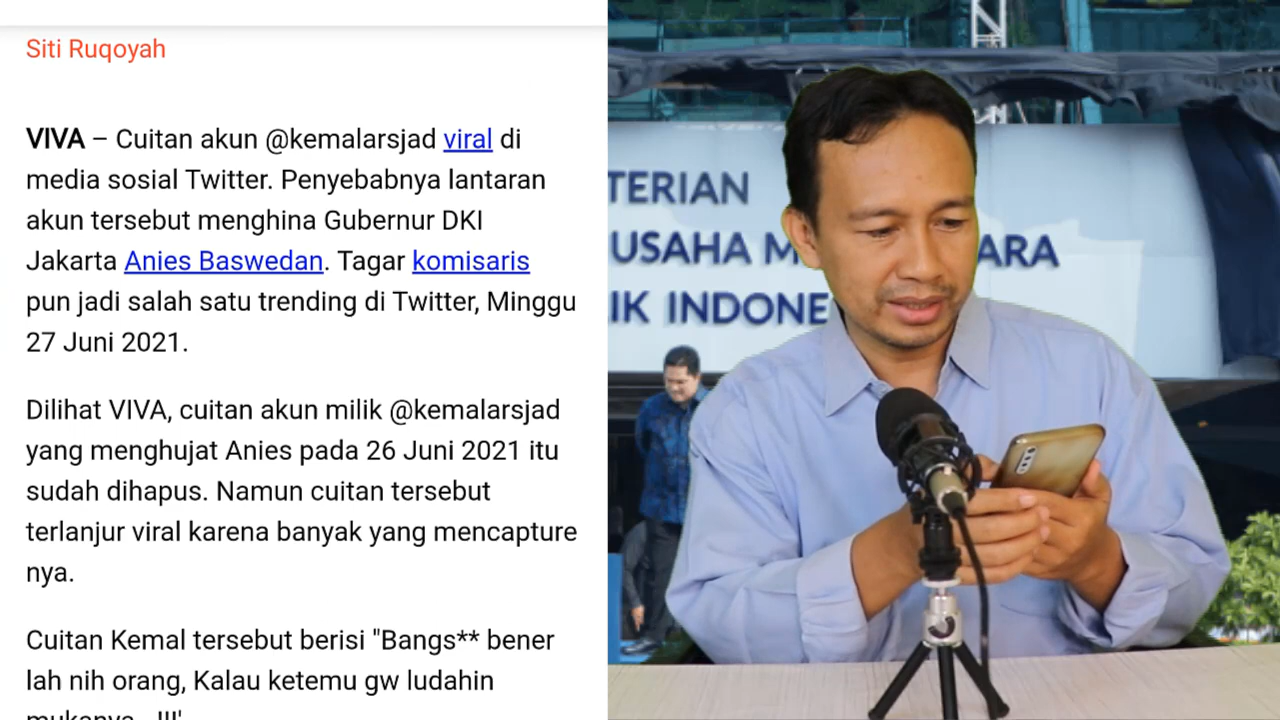 Siti Ruqoyah
VIVA – Cuitan akun @kemalarsjad viral di
media sosial Twitter. Penyebabnya lantaran
akun tersebut menghina Gubernur DKI
Jakarta Anies Baswedan. Tagar komisaris
pun jadi salah satu trending di Twitter, Minggu
27 Juni 2021.
Dilihat VIVA, cuitan akun milik @kemalarsjad
yang menghujat Anies pada 26 Juni 2021 itu
sudah dihapus. Namun cuitan tersebut
terlanjur viral karena banyak yang mencapture
nya.
Cuitan Kemal tersebut berisi "Bangs** bener
lah nih orang, Kalau ketemu gw ludahin
mukanya...!!!'
TERIAN
USAHA M ARA
IK INDONE